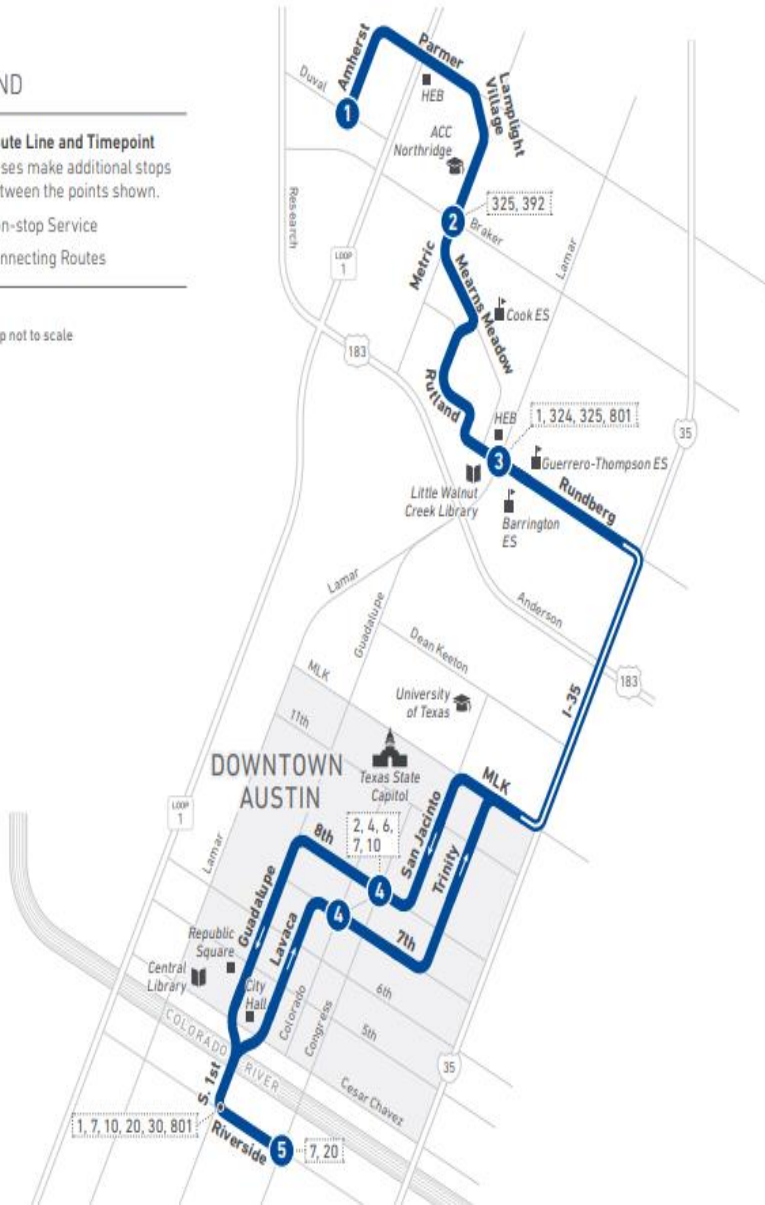 ND
ute Line and Timepoint
ses make additional stops
tween the points shown.
n-stop Service
nnecting Routes
p not to scale
Amherst
Parmer
Duval
1
HEB
Lamplight
Village
ACC
Northridge
325, 392
2
Braker
Research
LOOP
1
Metric
Lamar
Mearns Meadow
Cook ES
183
Rutland
HEB
1, 324, 325, 801
35
3
Guerrero-Thompson ES
Little Walnut
Creek Library
Rundberg
Barrington
ES
Lamar
Guadalupe
Anderson
Dean Keeton
MLK
183
I-35
University
of Texas
11th
DOWNTOWN
AUSTIN
Texas State
Capitol
MLK
LOOP
1
2, 4, 6,
7, 10
San Jacinto
8th
Trinity
Lamar
4
4
Guadalupe
Lavaca
7th
Republic
Square
Central
Library
City
Hall
6th
Colorado
Congress
5th
COLORADO RIVER
Cesar Chavez
35
S. 1st
1, 7, 10, 20, 30, 801
Riverside
5
7, 20